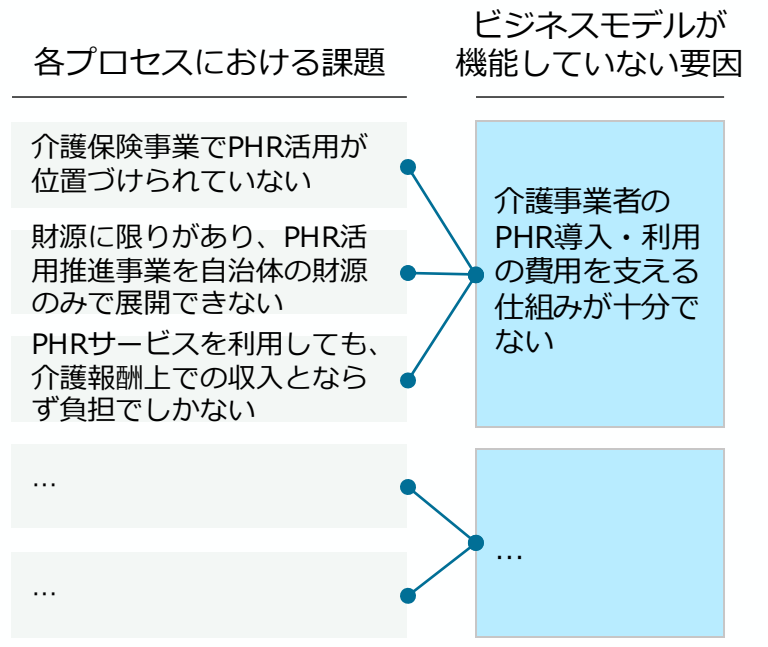 各プロセスにおける課題
ビジネスモデルが
機能していない要因
介護保険事業でPHR活用が
位置づけられていない
財源に限りがあり、PHR活
用推進事業を自治体の財源
のみで展開できない
PHRサービスを利用しても、
介護報酬上での収入となら
ず負担でしかない
…
…
介護事業者の
PHR導入・利用
の費用を支える
仕組みが十分で
ない
…